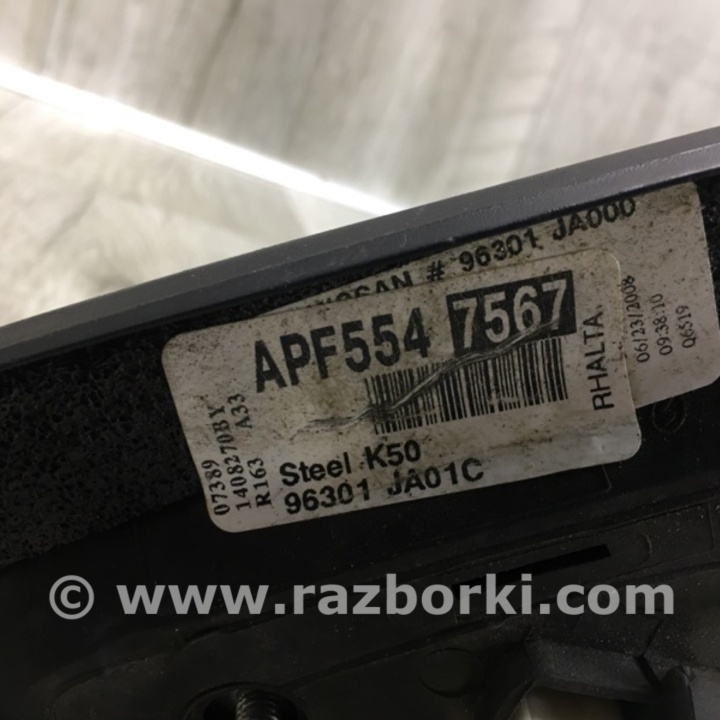 # 96301 JA000
APF554 7567
RHALTA
06/23/2008
09:38:10
Q6519
07389
1408270BY
R163 A33
Steel K50
96301 JA01C
© www.razborki.com